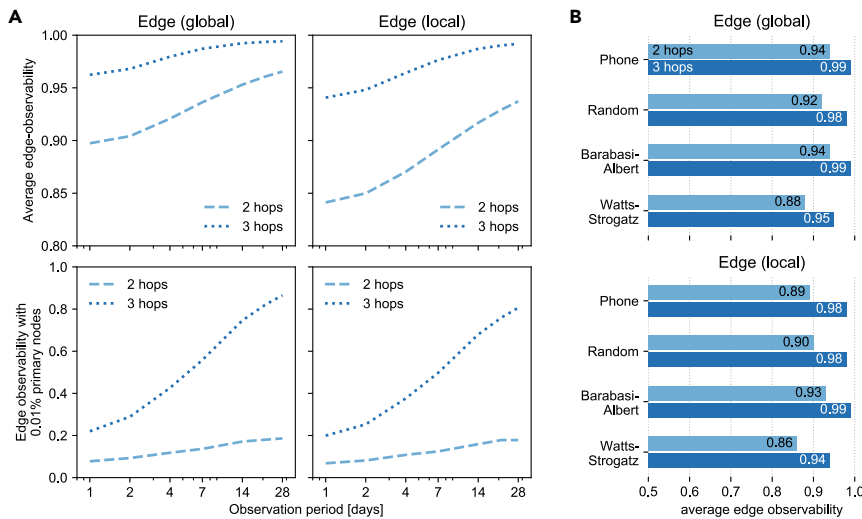 A
Edge (global)
Edge (local)
Average edge-observability
1.00
0.95
0.90
0.85
0.80
2 hops
3 hops
2 hops
3 hops
Edge observability with
0.01% primary nodes
1.0
0.8
0.6
0.4
0.2
0.0
2 hops
3 hops
2 hops
3 hops
1 2 4 7 14 28
1 2 4 7 14 28
Observation period [days]
B
Edge (global)
Phone
2 hops 0.94
3 hops 0.99
Random
0.92
0.98
Barabasi-
Albert
0.94
0.99
Watts-
Strogatz
0.88
0.95
Edge (local)
Phone
0.89
0.98
Random
0.90
0.98
Barabasi-
Albert
0.93
0.99
Watts-
Strogatz
0.86
0.94
0.5 0.6 0.7 0.8 0.9 1.0
average edge observability